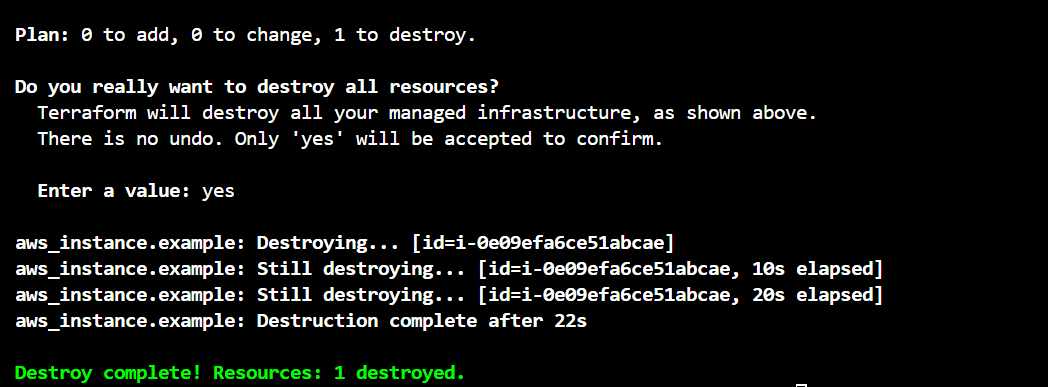 Plan: 0 to add, 0 to change, 1 to destroy.
Do you really want to destroy all resources?
Terraform will destroy all your managed infrastructure, as shown above.
There is no undo. Only 'yes' will be accepted to confirm.
Enter a value: yes
aws_instance.example: Destroying... [id=i-0e09efa6ce51abcae]
aws_instance.example: Still destroying... [id=i-0e09efa6ce51abcae, 10s elapsed]
aws_instance.example: Still destroying... [id=i-0e09efa6ce51abcae, 20s elapsed]
aws_instance.example: Destruction complete after 22s
Destroy complete! Resources: 1 destroyed.